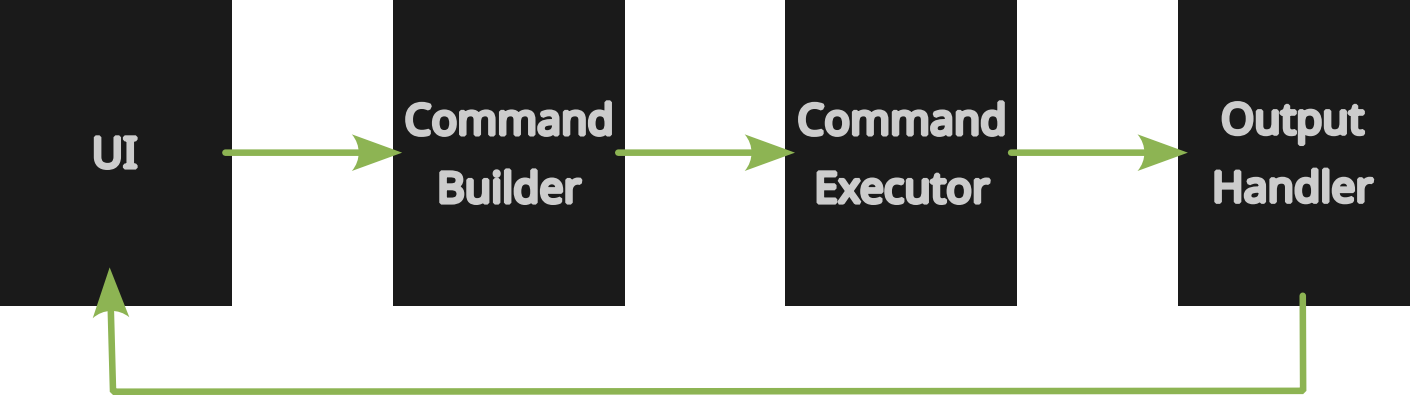 UI
Command
Builder
Command
Executor
Output
Handler